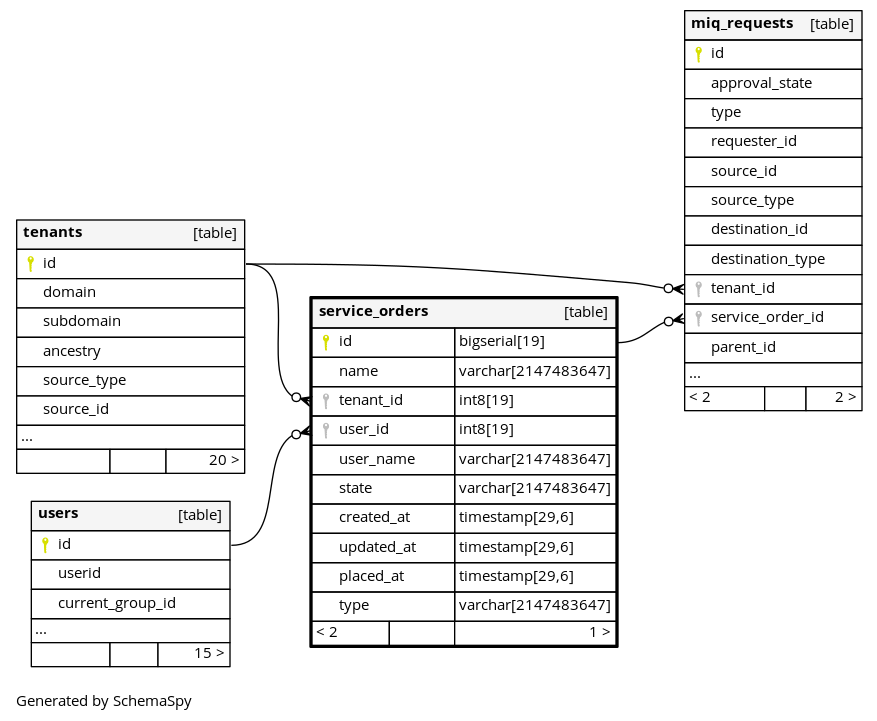 miq_requests [table]
id
approval_state
type
requester_id
source_id
source_type
destination_id
destination_type
tenant_id
service_order_id
parent_id
...
< 2 2 >
tenants [table]
id
domain
subdomain
ancestry
source_type
source_id
...
20 >
service_orders [table]
id bigserial[19]
name varchar[2147483647]
tenant_id int8[19]
user_id int8[19]
user_name varchar[2147483647]
state varchar[2147483647]
created_at timestamp[29,6]
updated_at timestamp[29,6]
placed_at timestamp[29,6]
type varchar[2147483647]
< 2 1 >
users [table]
id
userid
current_group_id
...
15 >
Generated by SchemaSpy